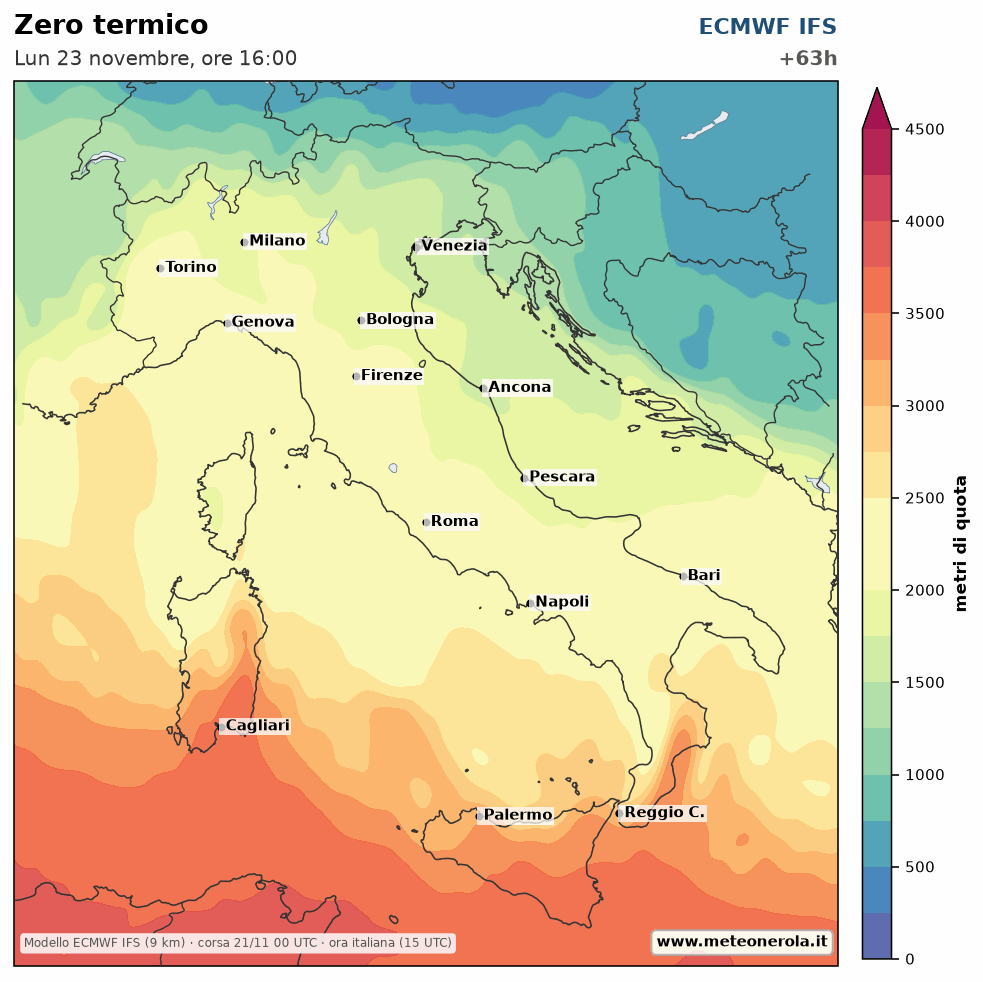 Zero termico
ECMWF IFS
Lun 23 novembre, ore 16:00
+63h
Milano
Venezia
Torino
Genova
Bologna
Firenze
Ancona
Pescara
Roma
Bari
Napoli
Cagliari
Palermo
Reggio C.
4500
4000
3500
3000
2500
2000
1500
1000
500
0
metri di quota
Modello ECMWF IFS (9 km) · corsa 21/11 00 UTC · ora italiana (15 UTC)
www.meteonerola.it